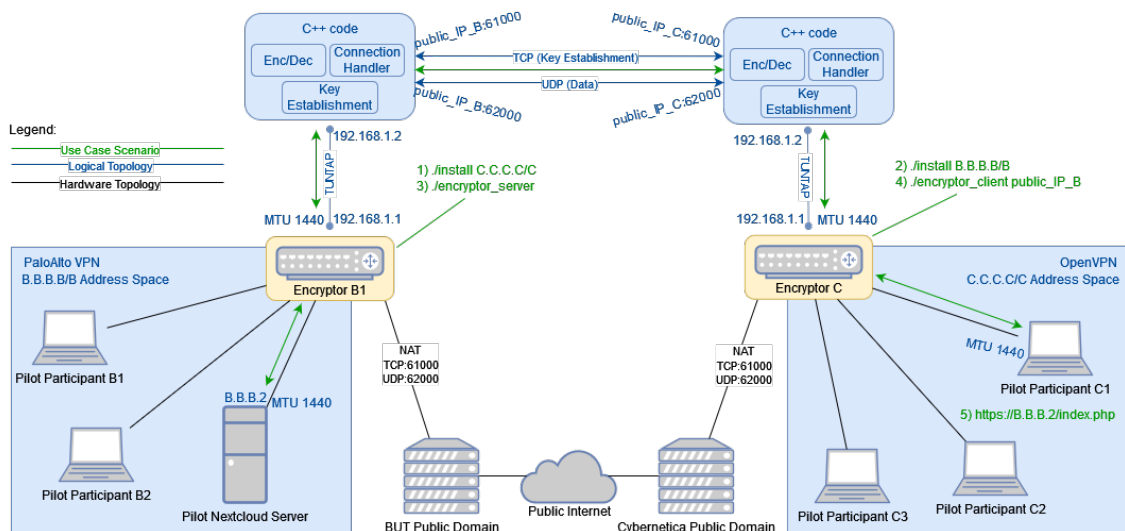 C++ code
Enc/Dec
Connection
Handler
Key
Establishment
public_IP_B:61000
public_IP_B:62000
TCP (Key Establishment)
UDP (Data)
public_IP_C:61000
public_IP_C:62000
C++ code
Enc/Dec
Connection
Handler
Key
Establishment
Legend:
Use Case Scenario
Logical Topology
Hardware Topology
192.168.1.2
TUNTAP
MTU 1440
192.168.1.1
1) ./install C.C.C.C/C
3) ./encryptor_server
192.168.1.2
TUNTAP
192.168.1.1
MTU 1440
2) ./install B.B.B.B/B
4) ./encryptor_client public_IP_B
PaloAlto VPN
B.B.B.B/B Address Space
Encryptor B1
Pilot Participant B1
B.B.B.2
MTU 1440
Pilot Participant B2
Pilot Nextcloud Server
NAT
TCP:61000
UDP:62000
BUT Public Domain
Public Internet
NAT
TCP:61000
UDP:62000
Cybernetica Public Domain
Encryptor C
OpenVPN
C.C.C.C/C Address Space
MTU 1440
Pilot Participant C1
5) https://B.B.B.2/index.php
Pilot Participant C3
Pilot Participant C2